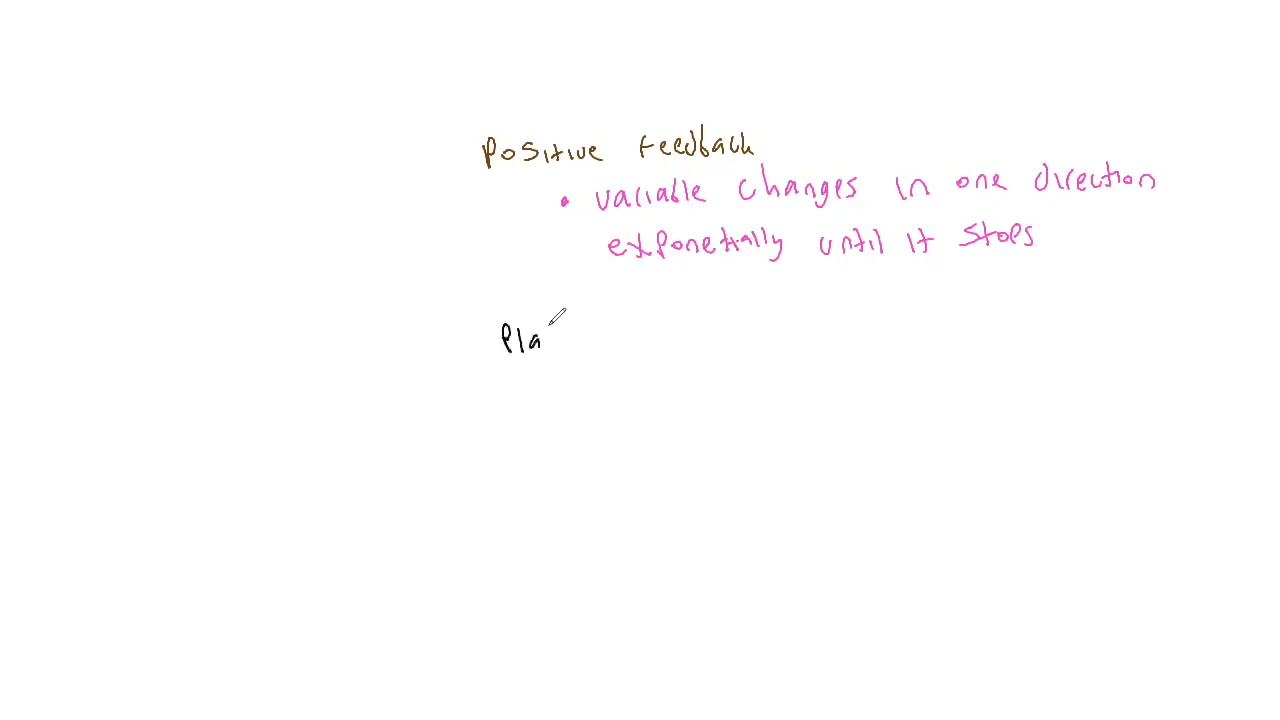 Positive Feedback
• variable changes in one direction
exponetially until it stops
Pla